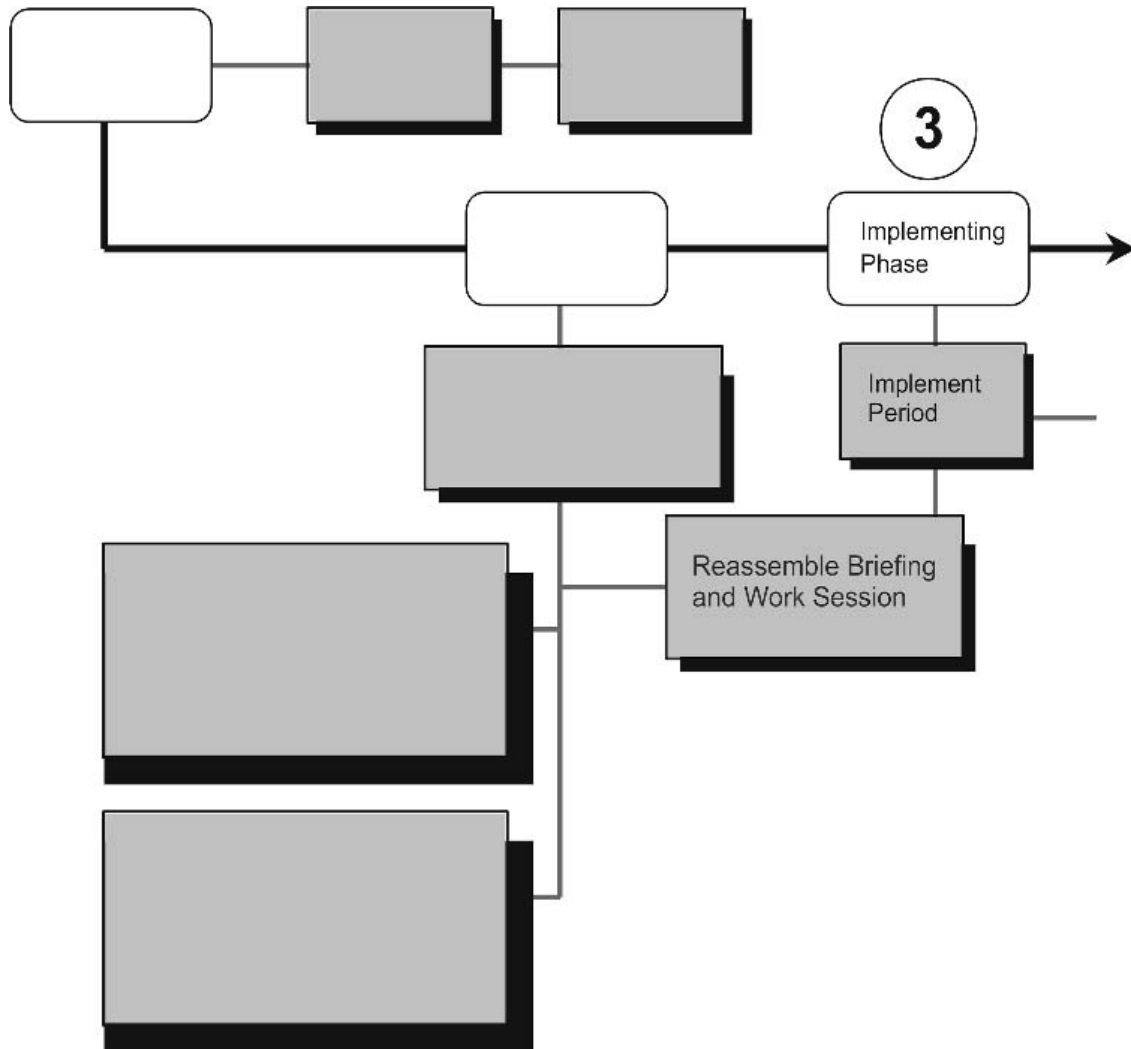 3
Implementing
Phase
Implement
Period
Reassemble Briefing
and Work Session